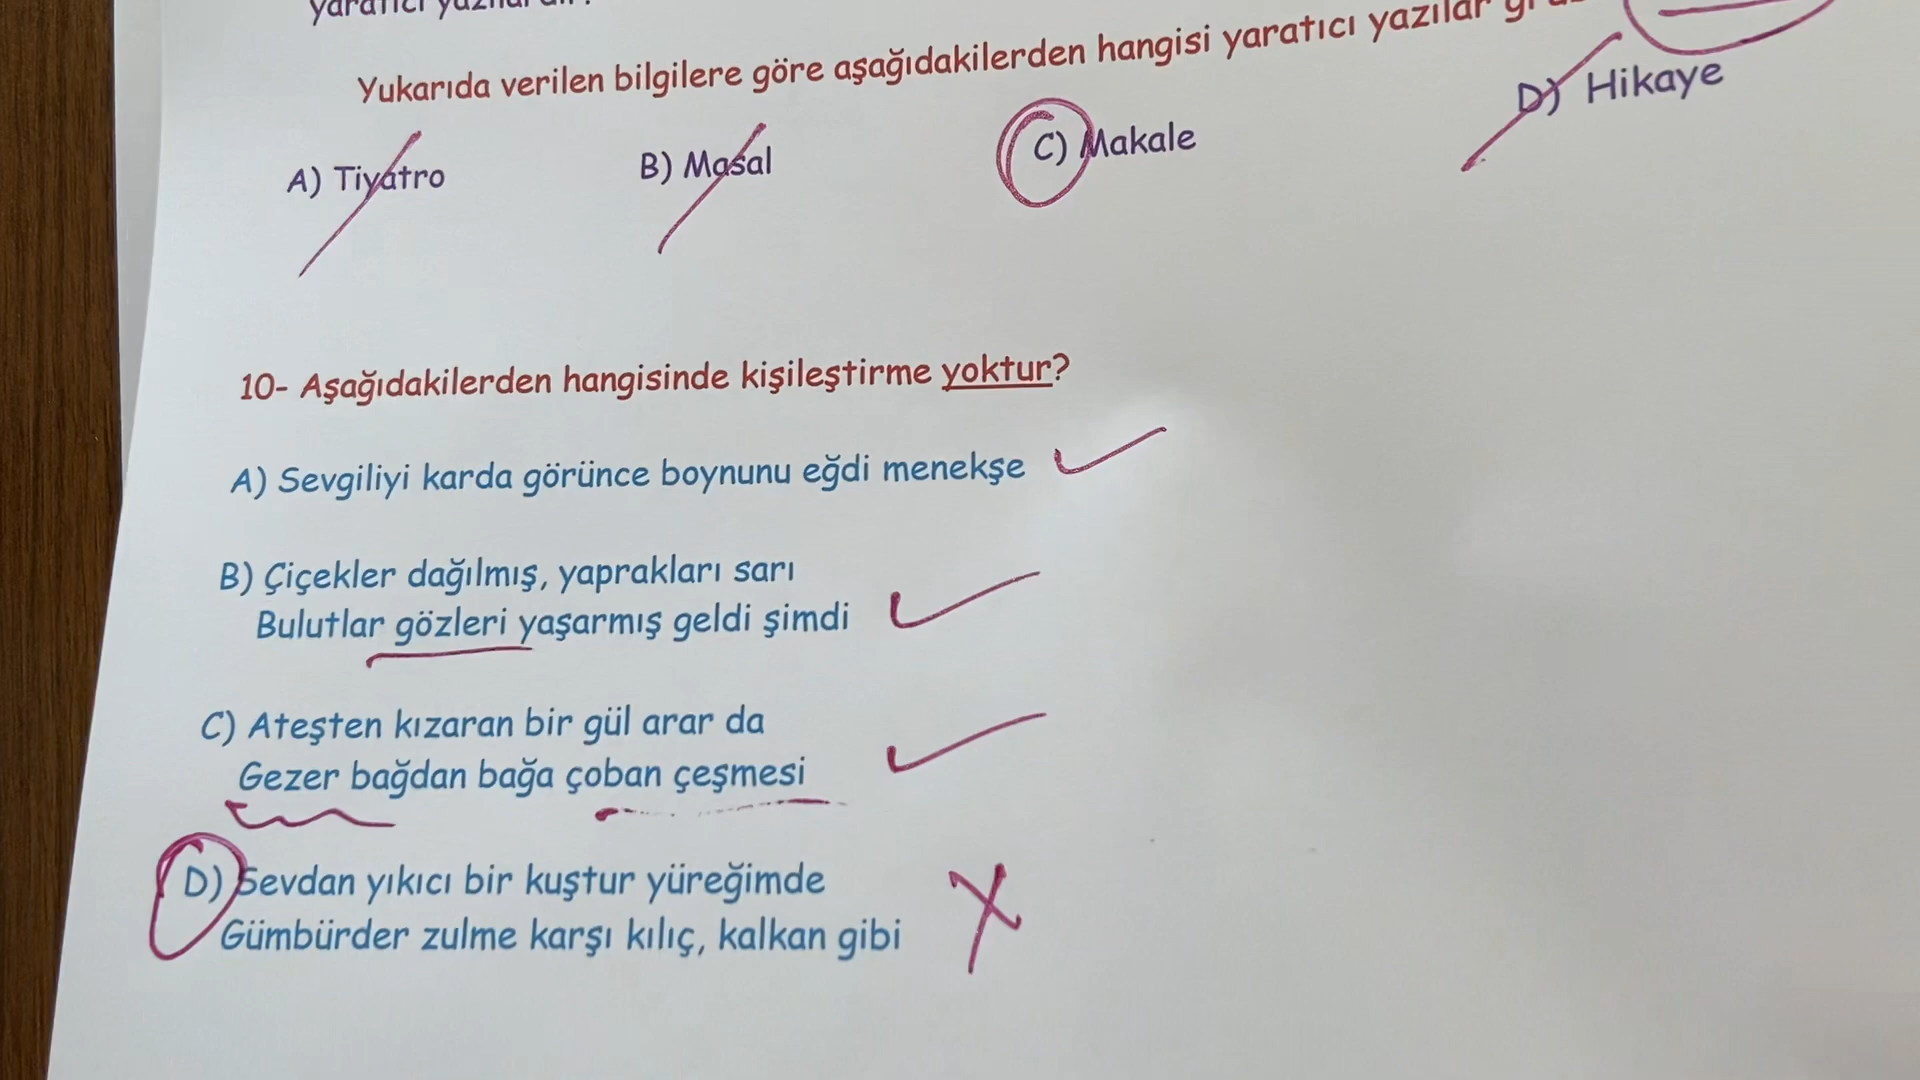 yaratıcı
Yukarıda verilen bilgilere göre aşağıdakilerden hangisi yaratıcı yazılar
A) Tiyatro B) Masal C) Makale D) Hikaye
10- Aşağıdakilerden hangisinde kişileştirme yoktur?
A) Sevgiliyi karda görünce boynunu eğdi menekşe
B) Çiçekler dağılmış, yaprakları sarı
Bulutlar gözleri yaşarmış geldi şimdi
C) Ateşten kızaran bir gül arar da
Gezer bağdan bağa çoban çeşmesi
D) Sevdan yıkıcı bir kuştur yüreğimde
Gümbürder zulme karşı kılıç, kalkan gibi